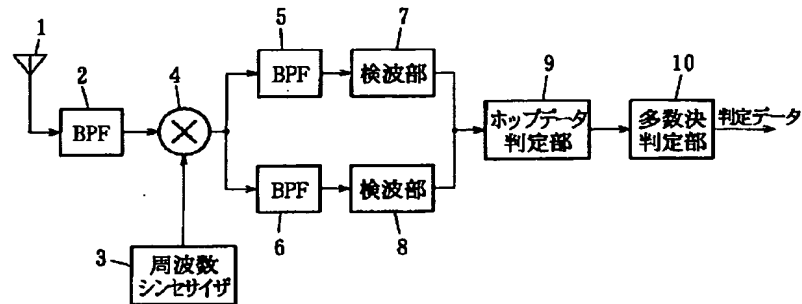 1
2
BPF
3
周波数
シンセサイザ
4
5
BPF
6
BPF
7
検波部
8
検波部
9
ホップデータ
判定部
10
多数決
判定部
判定データ